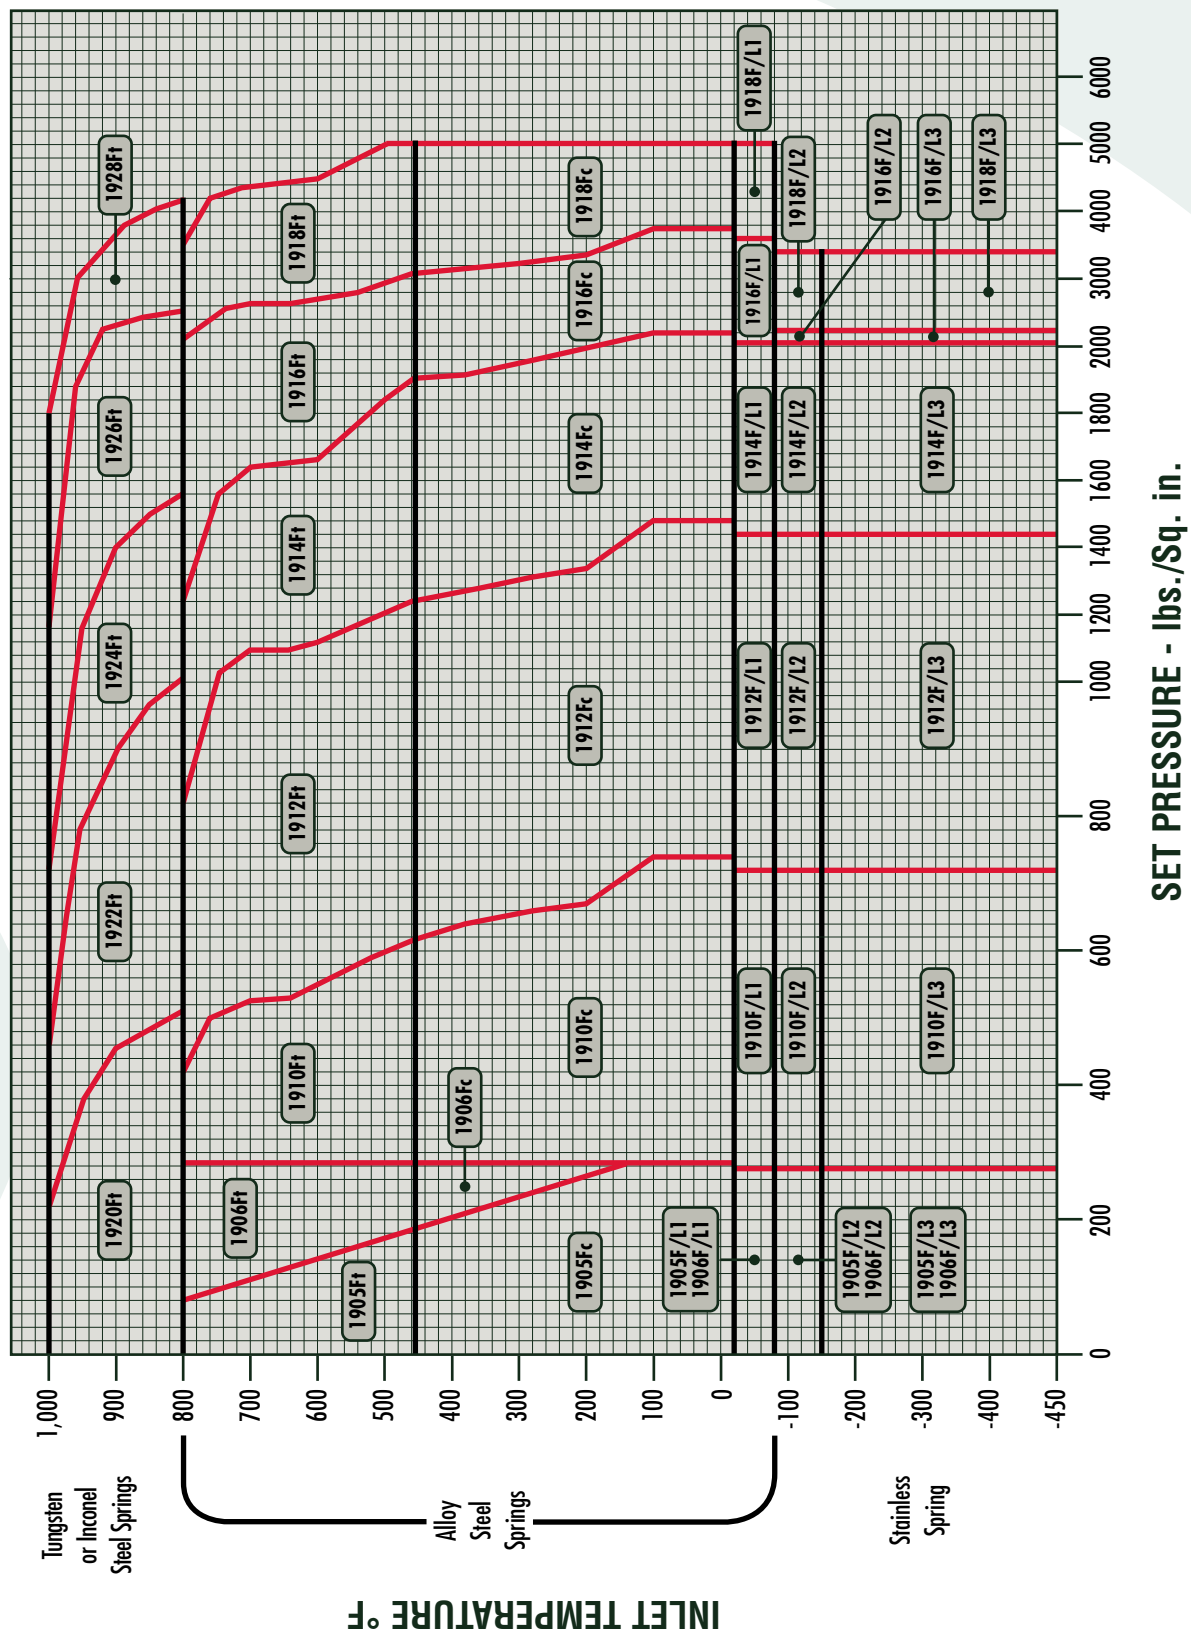 INLET TEMPERATURE °F
Tungsten
or Inconel
Steel Springs
Alloy
Steel
Springs
Stainless
Spring
1,000
900
800
700
600
500
400
300
200
100
0
-100
-200
-300
-400
-450
1920Ft
1922Ft
1924Ft
1926Ft
1928Ft
1905Ft
1906Ft
1910Ft
1912Ft
1914Ft
1916Ft
1918Ft
1905Fc
1906Fc
1910Fc
1912Fc
1914Fc
1916Fc
1918Fc
1905F/L1
1906F/L1
1910F/L1
1912F/L1
1914F/L1
1916F/L1
1918F/L1
1905F/L2
1906F/L2
1910F/L2
1912F/L2
1914F/L2
1916F/L2
1918F/L2
1905F/L3
1906F/L3
1910F/L3
1912F/L3
1914F/L3
1916F/L3
1918F/L3
0
200
400
600
800
1000
1200
1400
1600
1800
2000
3000
4000
5000
6000
SET PRESSURE - lbs./Sq. in.